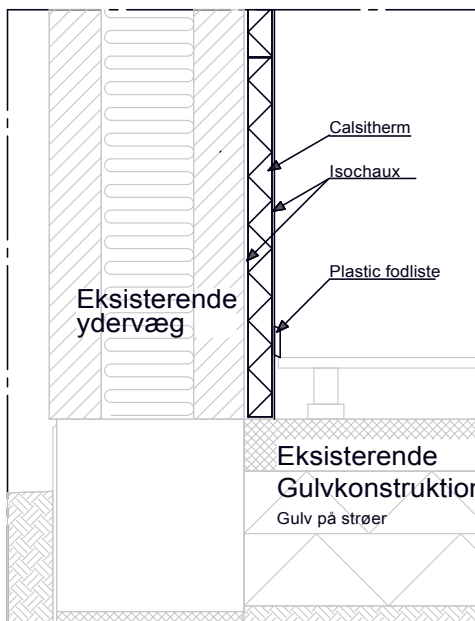 Calsitherm
Isochaux
Plastic fodliste
Eksisterende
ydervæg
Eksisterende
Gulvkonstruktion
Gulv på strøer